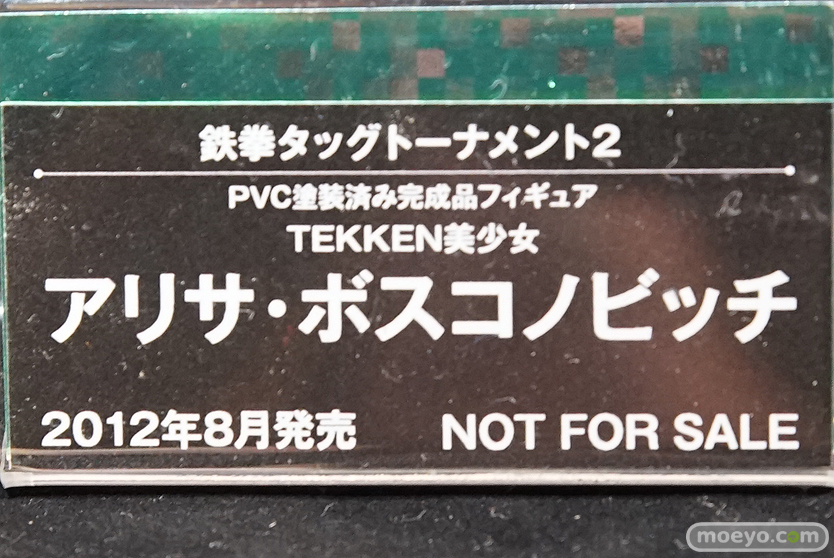 鉄拳タッグトーナメント2
PVC塗装済み完成品フィギュア
TEKKEN美少女
アリサ・ボスコノビッチ
2012年8月発売 NOT FOR SALE
moeyo.com